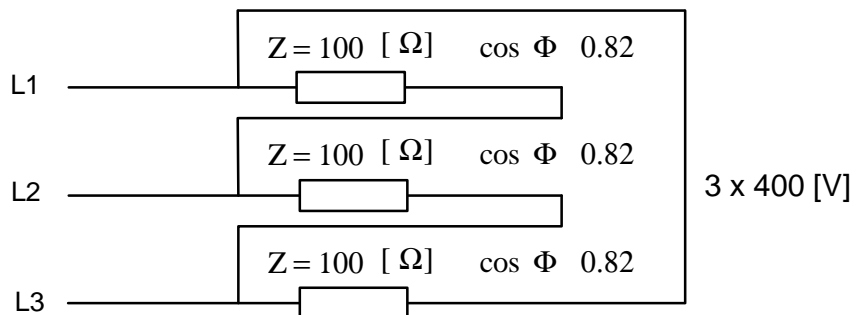 Z = 100 [ Ω] cos Φ 0.82
L1
Z = 100 [ Ω] cos Φ 0.82
L2
3 x 400 [V]
Z = 100 [ Ω] cos Φ 0.82
L3